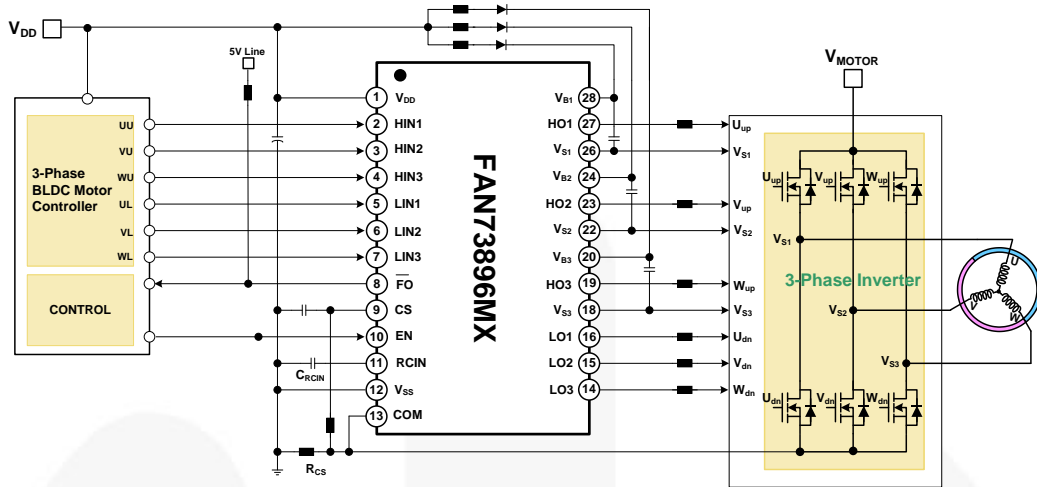 VDD
5V Line
VMOTOR
UU
VU
WU
UL
VL
WL
3-Phase
BLDC Motor
Controller
CONTROL
1 VDD
2 HIN1
3 HIN2
4 HIN3
5 LIN1
6 LIN2
7 LIN3
8 FO
9 CS
10 EN
11 RCIN
12 VSS
13 COM
CRCIN
RCS
FAN73896MX
VB1 28
HO1 27
VS1 26
VB2 24
HO2 23
VS2 22
VB3 20
HO3 19
VS3 18
LO1 16
LO2 15
LO3 14
Uup
VS1
Vup
VS2
Wup
VS3
Udn
Vdn
Wdn
Uup
Vup
Wup
VS1
3-Phase Inverter
VS2
VS3
Udn
Vdn
Wdn
U
V
W